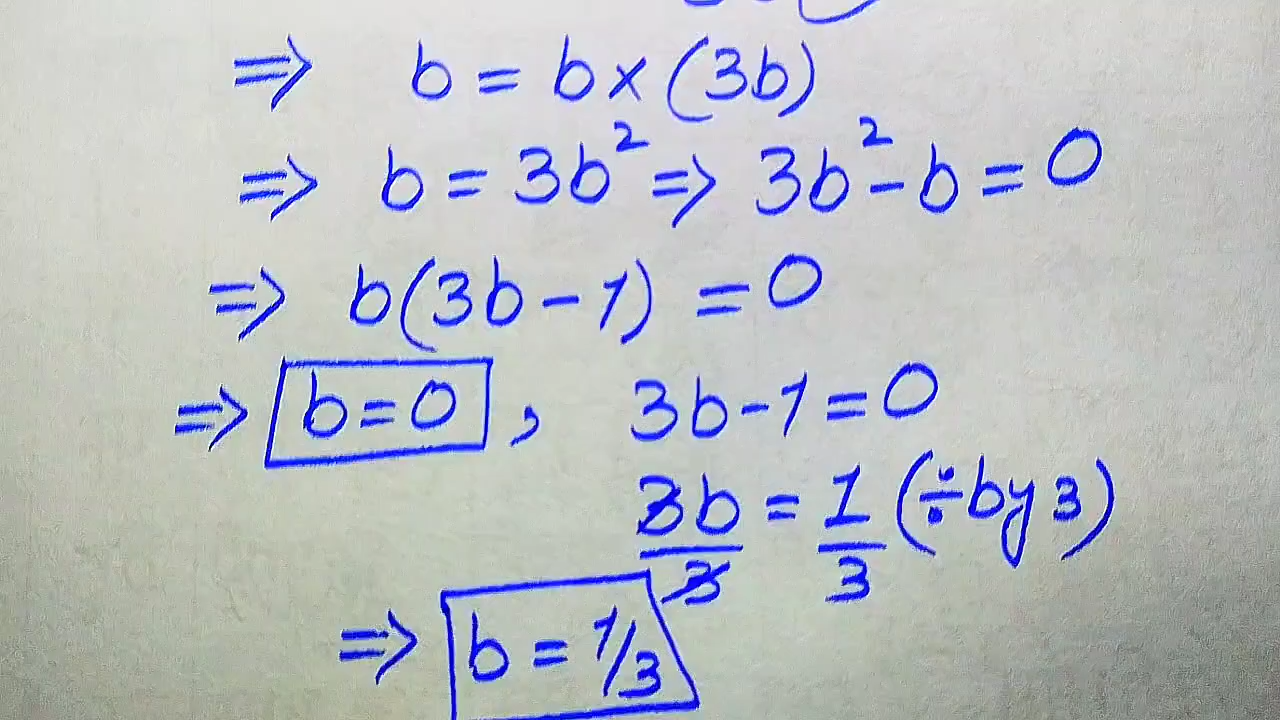 ⇒ b = b × (3b)
⇒ b = 3b² ⇒ 3b² - b = 0
⇒ b(3b - 1) = 0
⇒ b = 0 , 3b - 1 = 0
3b/3 = 1/3 (÷ by 3)
⇒ b = 1/3